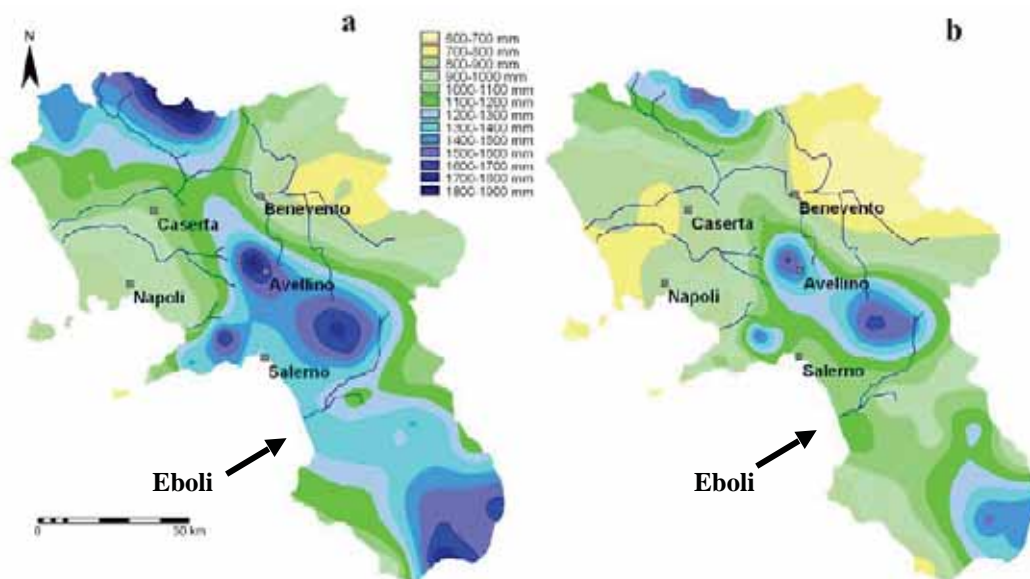 a
b
N
600-700 mm
700-800 mm
800-900 mm
900-1000 mm
1000-1100 mm
1100-1200 mm
1200-1300 mm
1300-1400 mm
1400-1500 mm
1500-1600 mm
1600-1700 mm
1700-1800 mm
1800-1900 mm
Benevento
Caserta
Avellino
Napoli
Salerno
Eboli
0 50 km
Benevento
Caserta
Avellino
Napoli
Salerno
Eboli